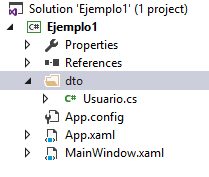 Solution 'Ejemplo1' (1 project)
C# Ejemplo1
Properties
References
dto
C# Usuario.cs
App.config
App.xaml
MainWindow.xaml